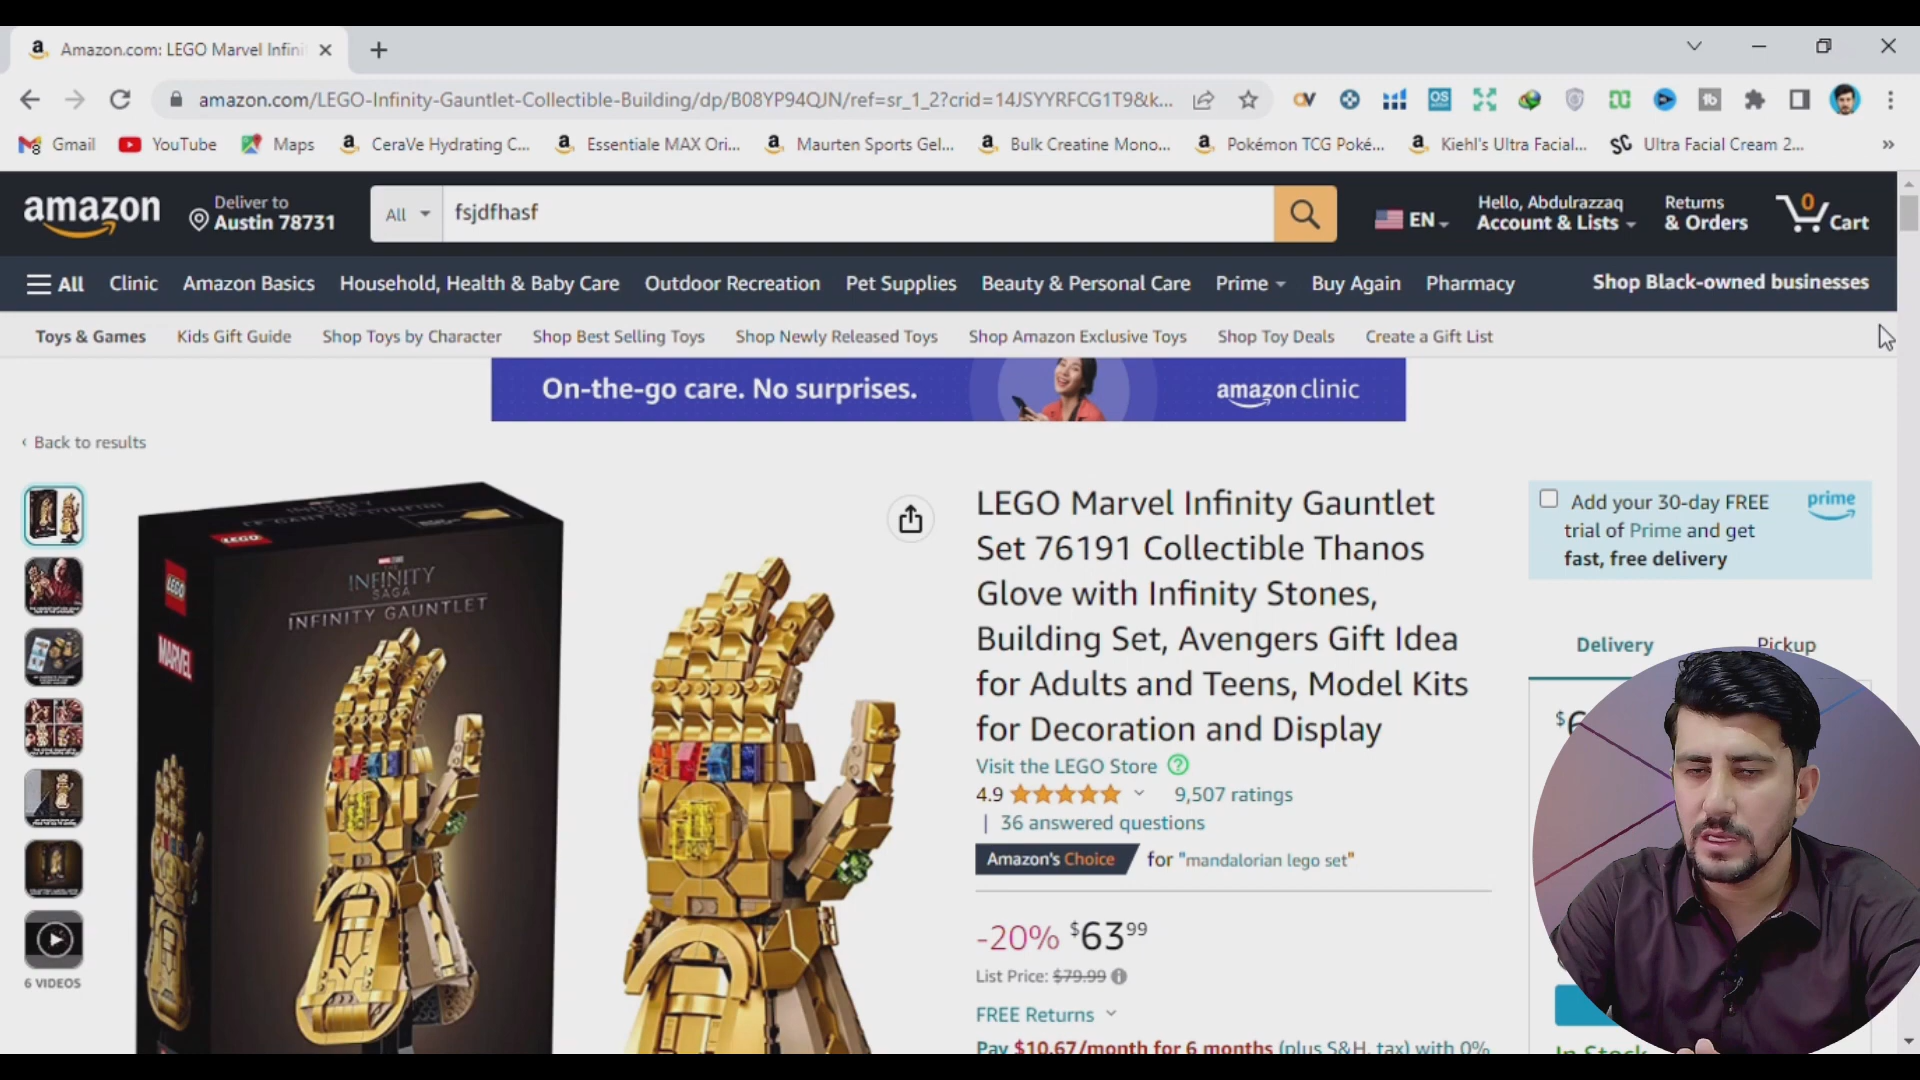 Amazon.com: LEGO Marvel Infini
amazon.com/LEGO-Infinity-Gauntlet-Collectible-Building/dp/B08YP94QJN/ref=sr_1_2?crid=14JSYYRFCG1T9&k...
Gmail YouTube Maps CeraVe Hydrating C... Essentiale MAX Ori... Maurten Sports Gel... Bulk Creatine Mono... Pokémon TCG Poké... Kiehl's Ultra Facial... Ultra Facial Cream 2...
amazon
Deliver to
Austin 78731
All
fsjdfhasf
EN
Hello, Abdulrazzaq
Account & Lists
Returns
& Orders
0
Cart
All Clinic Amazon Basics Household, Health & Baby Care Outdoor Recreation Pet Supplies Beauty & Personal Care Prime Buy Again Pharmacy Shop Black-owned businesses
Toys & Games Kids Gift Guide Shop Toys by Character Shop Best Selling Toys Shop Newly Released Toys Shop Amazon Exclusive Toys Shop Toy Deals Create a Gift List
On-the-go care. No surprises. amazon clinic
‹ Back to results
LEGO
MARVEL
INFINITY
SAGA
INFINITY GAUNTLET
6 VIDEOS
LEGO Marvel Infinity Gauntlet
Set 76191 Collectible Thanos
Glove with Infinity Stones,
Building Set, Avengers Gift Idea
for Adults and Teens, Model Kits
for Decoration and Display
Visit the LEGO Store
4.9 9,507 ratings
| 36 answered questions
Amazon's Choice for "mandalorian lego set"
-20% $63 99
List Price: $79.99
FREE Returns
Pay $10.67/month for 6 months (plus S&H, tax) with 0%
Add your 30-day FREE
trial of Prime and get
fast, free delivery
prime
Delivery Pickup
In Stock